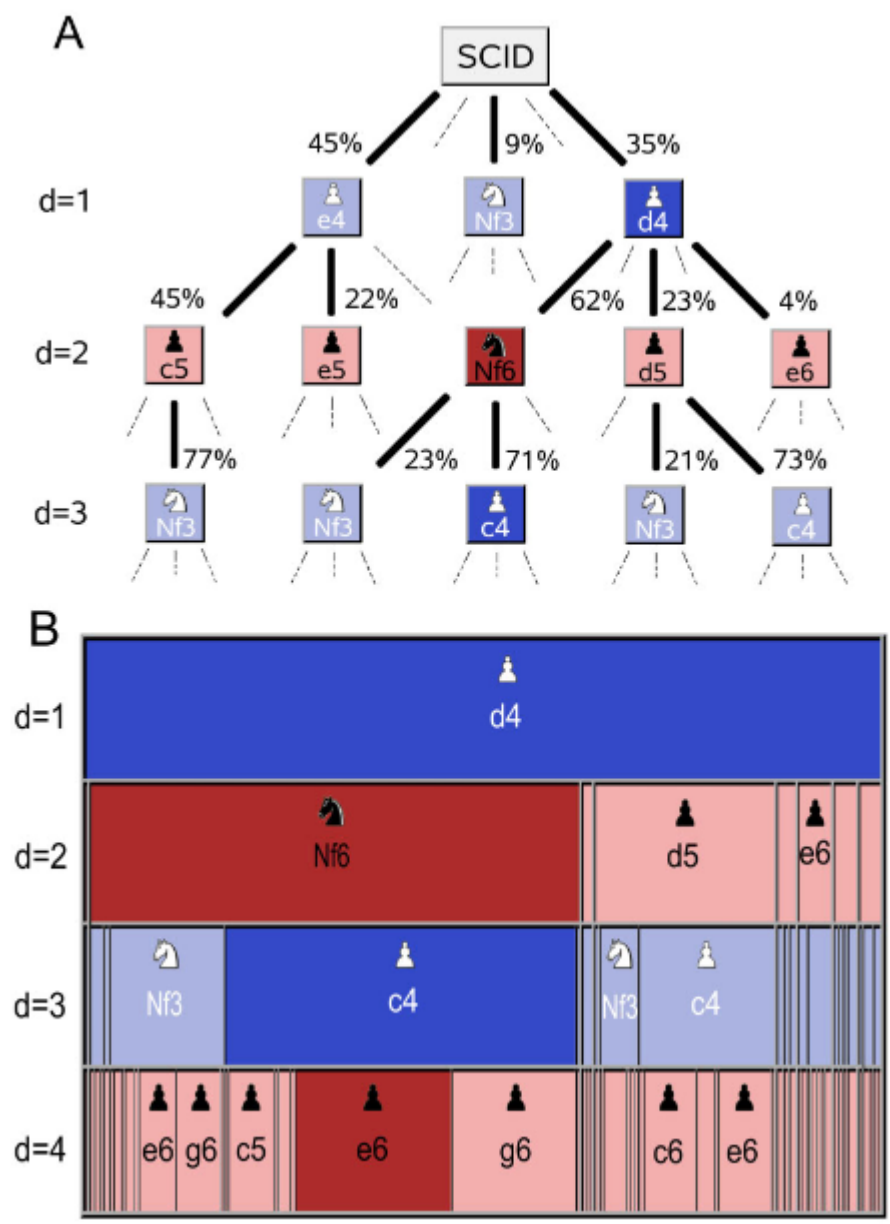 A
SCID
45% 9% 35%
d=1 e4 Nf3 d4
45% 22% 62% 23% 4%
d=2 c5 e5 Nf6 d5 e6
77% 23% 71% 21% 73%
d=3 Nf3 Nf3 c4 Nf3 c4
B
d=1 d4
d=2 Nf6 d5 e6
d=3 Nf3 c4 Nf3 c4
d=4 e6 g6 c5 e6 g6 c6 e6